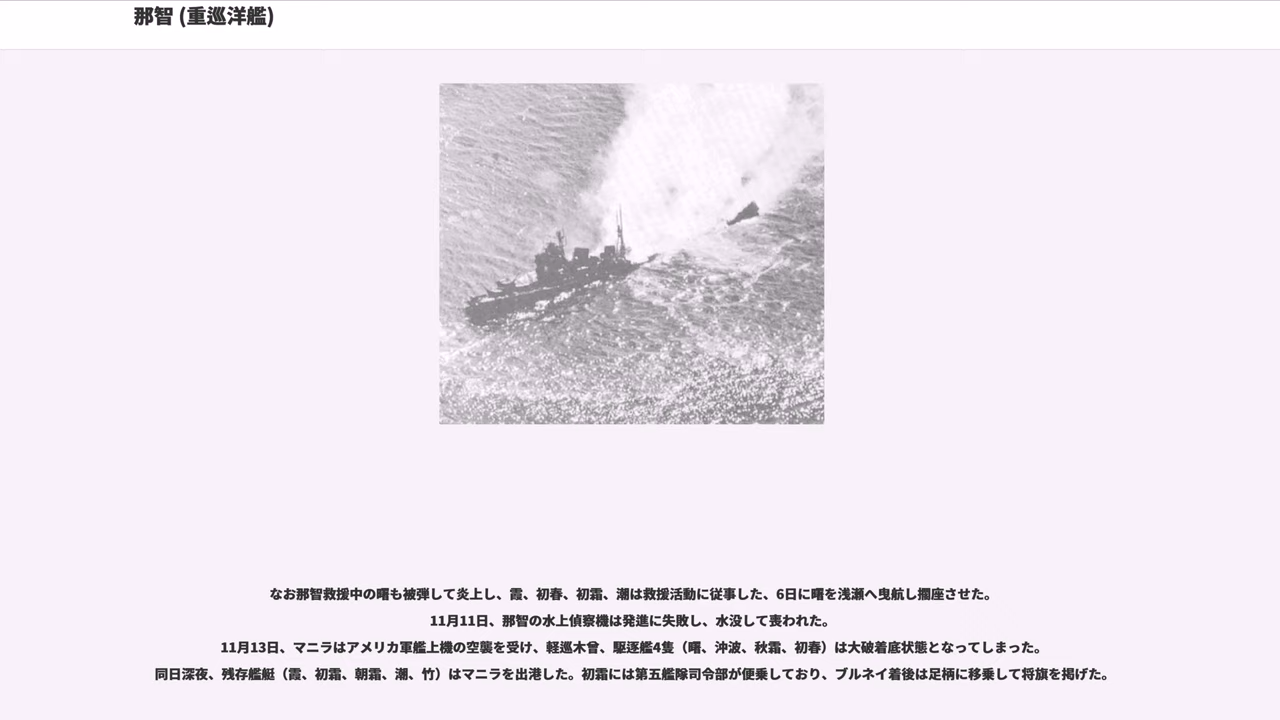 那智 (重巡洋艦)
なお那智救援中の曙も被弾して炎上し、霞、初春、初霜、潮は救援活動に従事した、6日に曙を浅瀬へ曳航し擱座させた。
11月11日、那智の水上偵察機は発進に失敗し、水没して喪われた。
11月13日、マニラはアメリカ軍艦上機の空襲を受け、軽巡木曾、駆逐艦4隻（曙、沖波、秋霜、初春）は大破着底状態となってしまった。
同日深夜、残存艦艇（霞、初霜、朝霜、潮、竹）はマニラを出港した。初霜には第五艦隊司令部が便乗しており、ブルネイ着後は足柄に移乗して将旗を掲げた。